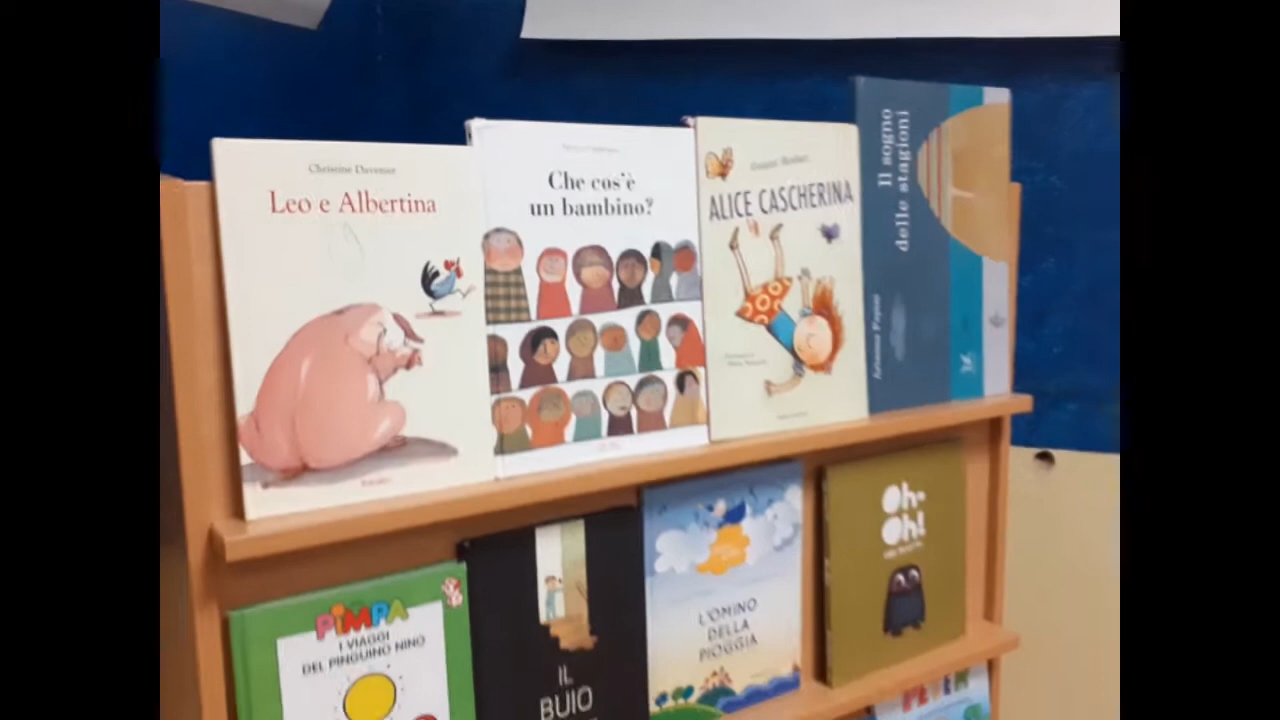 Christine Davenier
Leo e Albertina
Che cos'è
un bambino?
ALICE CASCHERINA
Il sogno
delle stagioni
PIMPA
I VIAGGI
DEL PINGUINO NINO
IL
BUIO
L'OMINO
DELLA
PIOGGIA
Oh-
Oh!